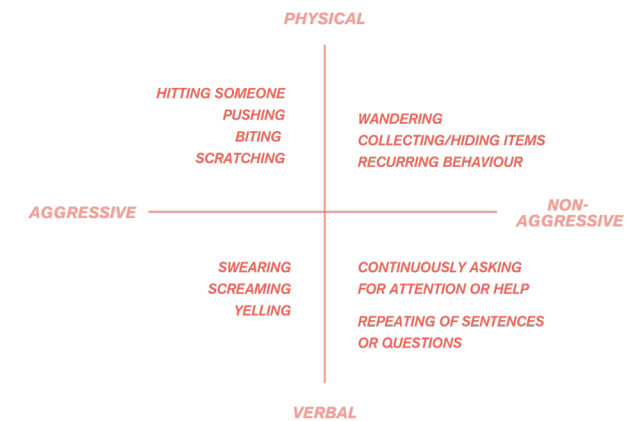 PHYSICAL
HITTING SOMEONE
PUSHING
BITING
SCRATCHING
WANDERING
COLLECTING/HIDING ITEMS
RECURRING BEHAVIOUR
AGGRESSIVE
NON-
AGGRESSIVE
SWEARING
SCREAMING
YELLING
CONTINUOUSLY ASKING
FOR ATTENTION OR HELP
REPEATING OF SENTENCES
OR QUESTIONS
VERBAL